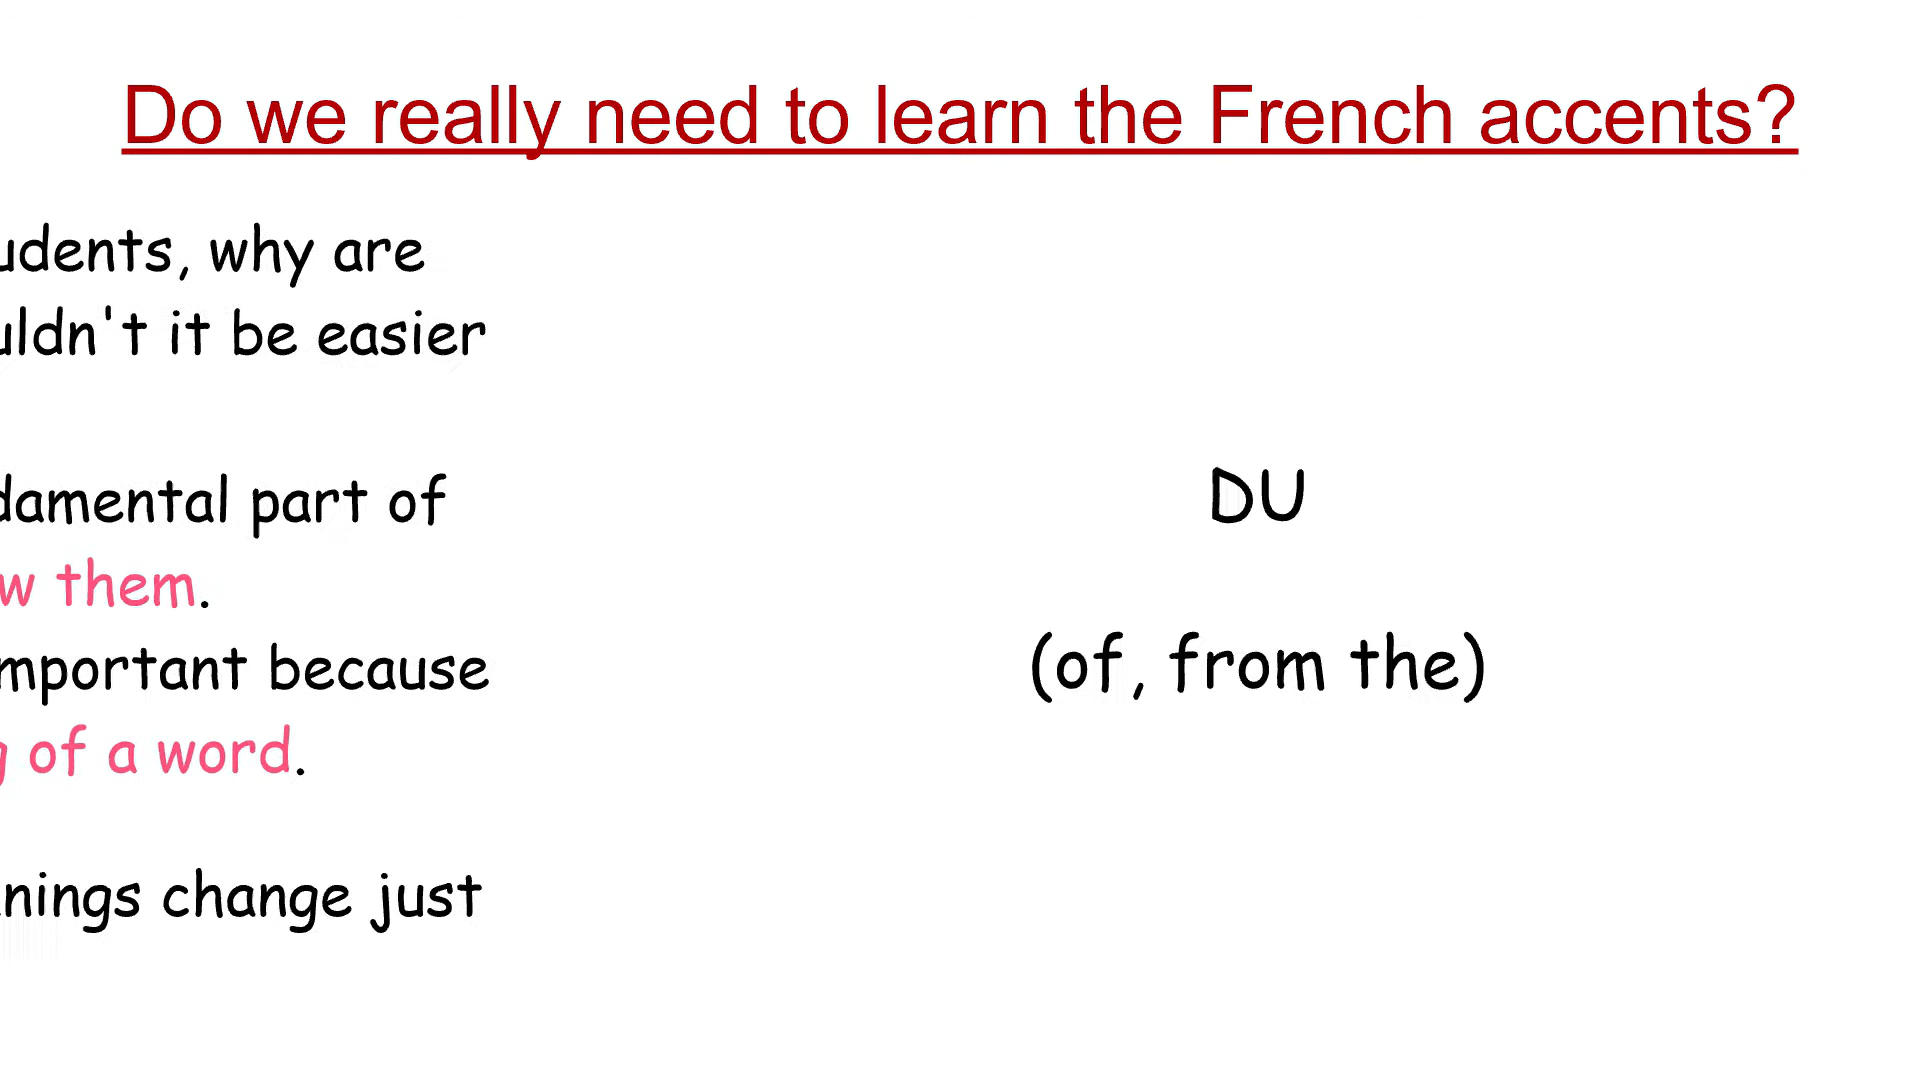 Do we really need to learn the French accents?
udents, why are
uldn't it be easier
damental part of
w them.
mportant because
g of a word.
nings change just
DU
(of, from the)